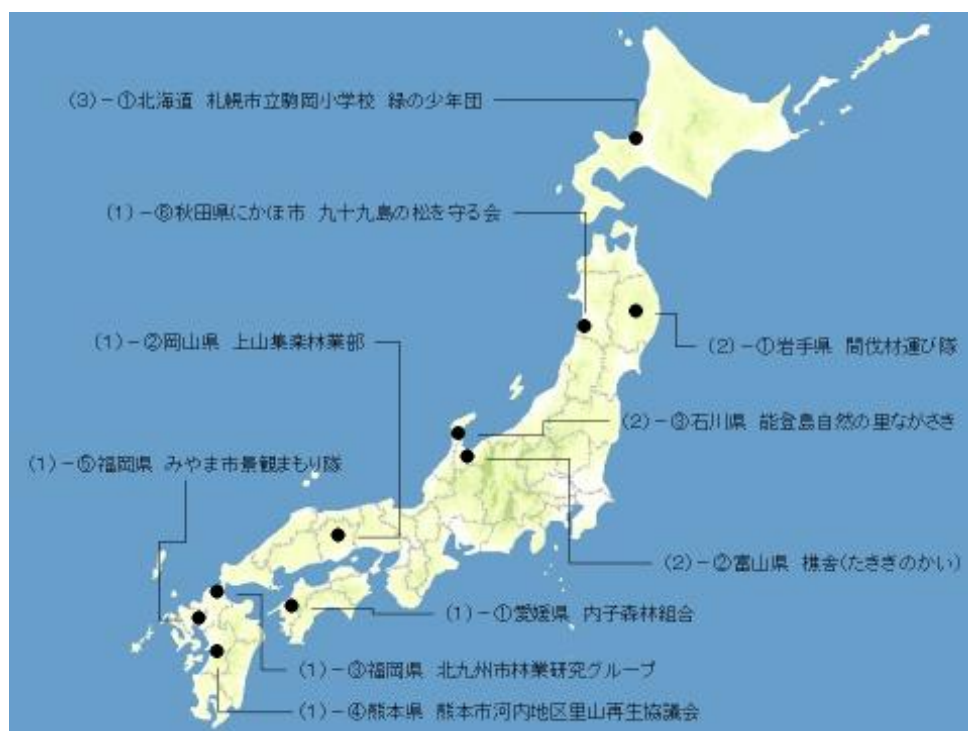 (3)-①北海道 札幌市立駒岡小学校 緑の少年団
(1)-⑥秋田県にかほ市 九十九島の松を守る会
(1)-②岡山県 上山集楽林業部
(2)-①岩手県 間伐材運び隊
(2)-③石川県 能登島自然の里ながさき
(1)-⑤福岡県 みやま市景観まもり隊
(2)-②富山県 樵舎(たきぎのかい)
(1)-①愛媛県 内子森林組合
(1)-③福岡県 北九州市林業研究グループ
(1)-④熊本県 熊本市河内地区里山再生協議会